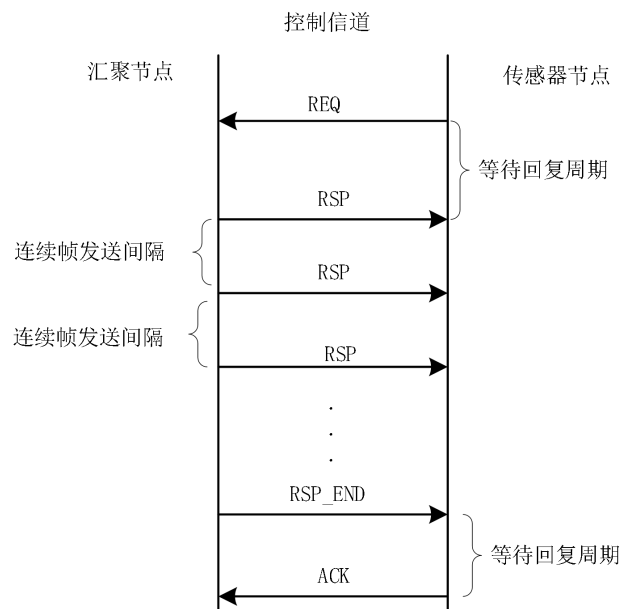 控制信道
汇聚节点
传感器节点
REQ
等待回复周期
RSP
连续帧发送间隔
RSP
连续帧发送间隔
RSP
.
.
.
RSP_END
等待回复周期
ACK